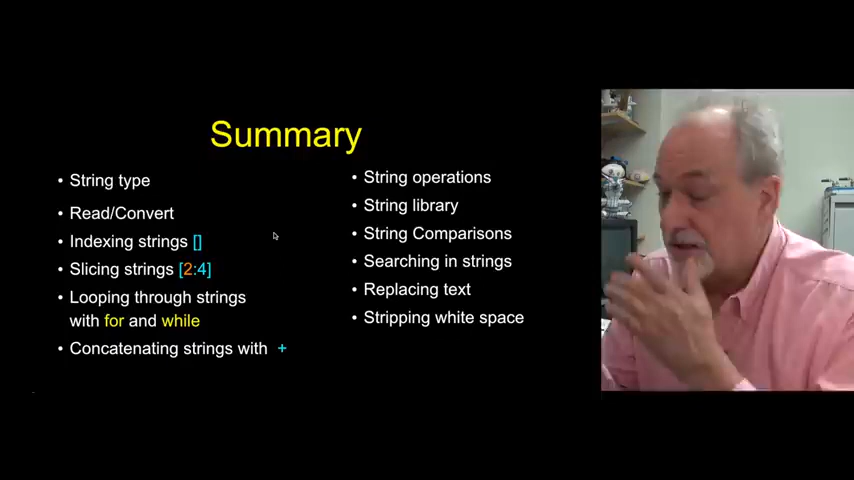 Summary
• String type
• Read/Convert
• Indexing strings []
• Slicing strings [2:4]
• Looping through strings
with for and while
• Concatenating strings with +
• String operations
• String library
• String Comparisons
• Searching in strings
• Replacing text
• Stripping white space